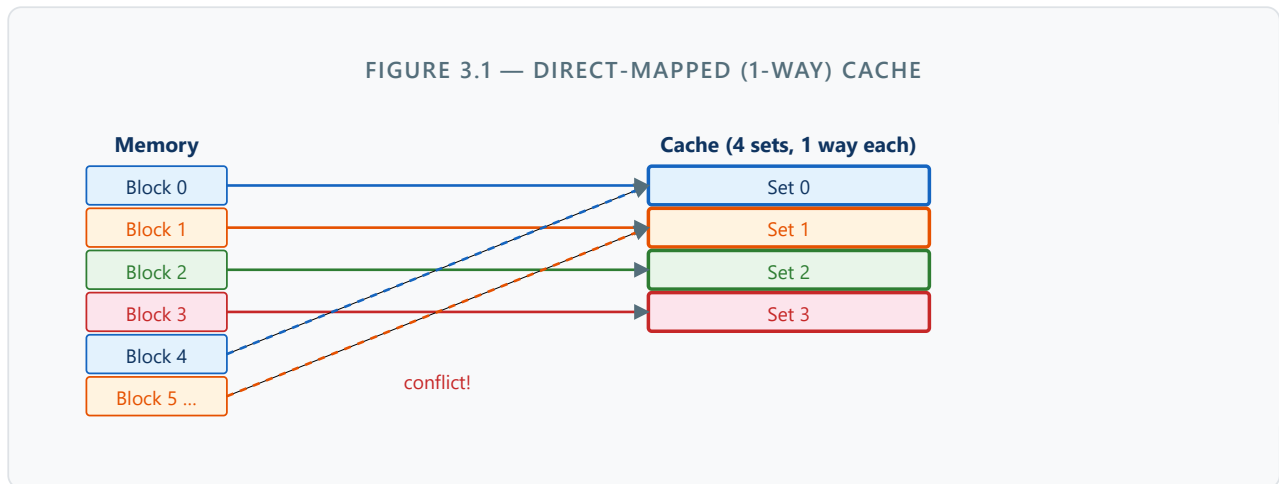 FIGURE 3.1 — DIRECT-MAPPED (1-WAY) CACHE
Memory
Cache (4 sets, 1 way each)
Block 0
Set 0
Block 1
Set 1
Block 2
Set 2
Block 3
Set 3
Block 4
Block 5 ...
conflict!